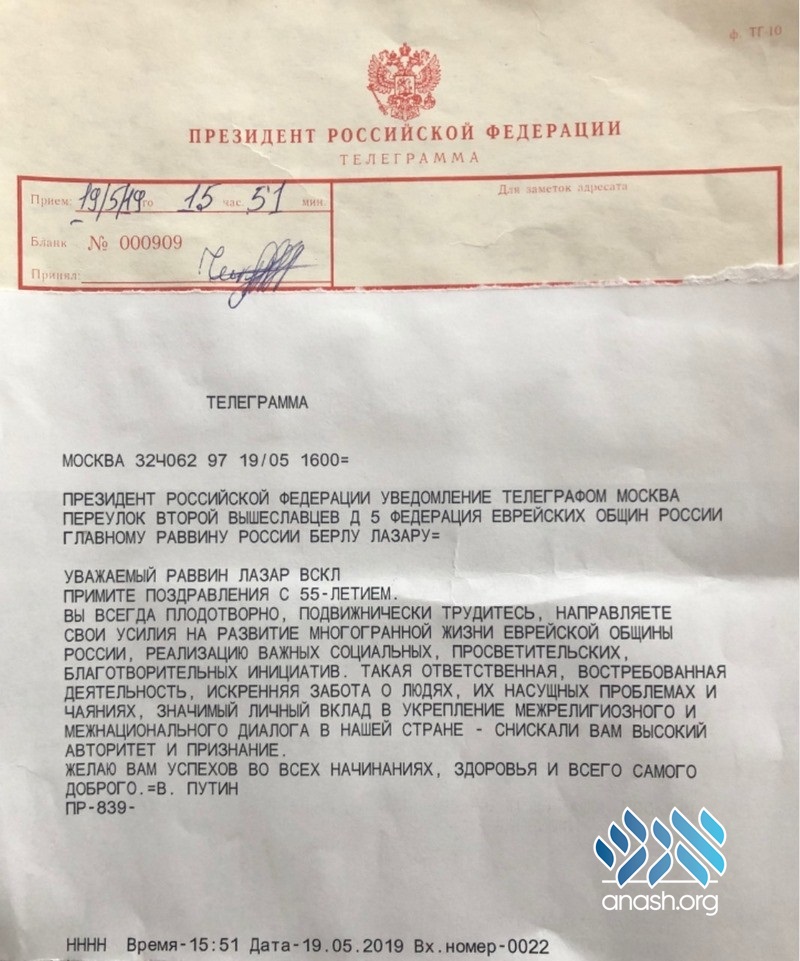 ф. ТГ-10
ПРЕЗИДЕНТ РОССИЙСКОЙ ФЕДЕРАЦИИ
ТЕЛЕГРАММА
Прием: 19/5/19го 15 час. 51 мин.
Для заметок адресата
Бланк № 000909
Принял:
ТЕЛЕГРАММА
МОСКВА 32Ч062 97 19/05 1600=
ПРЕЗИДЕНТ РОССИЙСКОЙ ФЕДЕРАЦИИ УВЕДОМЛЕНИЕ ТЕЛЕГРАФОМ МОСКВА
ПЕРЕУЛОК ВТОРОЙ ВЫШЕСЛАВЦЕВ Д 5 ФЕДЕРАЦИЯ ЕВРЕЙСКИХ ОБЩИН РОССИИ
ГЛАВНОМУ РАВВИНУ РОССИИ БЕРЛУ ЛАЗАРУ=
УВАЖАЕМЫЙ РАВВИН ЛАЗАР ВСКЛ
ПРИМИТЕ ПОЗДРАВЛЕНИЯ С 55-ЛЕТИЕМ.
ВЫ ВСЕГДА ПЛОДОТВОРНО, ПОДВИЖНИЧЕСКИ ТРУДИТЕСЬ, НАПРАВЛЯЕТЕ
СВОИ УСИЛИЯ НА РАЗВИТИЕ МНОГОГРАННОЙ ЖИЗНИ ЕВРЕЙСКОЙ ОБЩИНЫ
РОССИИ, РЕАЛИЗАЦИЮ ВАЖНЫХ СОЦИАЛЬНЫХ, ПРОСВЕТИТЕЛЬСКИХ,
БЛАГОТВОРИТЕЛЬНЫХ ИНИЦИАТИВ. ТАКАЯ ОТВЕТСТВЕННАЯ, ВОСТРЕБОВАННАЯ
ДЕЯТЕЛЬНОСТЬ, ИСКРЕННЯЯ ЗАБОТА О ЛЮДЯХ, ИХ НАСУЩНЫХ ПРОБЛЕМАХ И
ЧАЯНИЯХ, ЗНАЧИМЫЙ ЛИЧНЫЙ ВКЛАД В УКРЕПЛЕНИЕ МЕЖРЕЛИГИОЗНОГО И
МЕЖНАЦИОНАЛЬНОГО ДИАЛОГА В НАШЕЙ СТРАНЕ - СНИСКАЛИ ВАМ ВЫСОКИЙ
АВТОРИТЕТ И ПРИЗНАНИЕ.
ЖЕЛАЮ ВАМ УСПЕХОВ ВО ВСЕХ НАЧИНАНИЯХ, ЗДОРОВЬЯ И ВСЕГО САМОГО
ДОБРОГО.=В. ПУТИН
ПР-839-
אנש
anash.org
НННН Время-15:51 Дата-19.05.2019 Вх.номер-0022